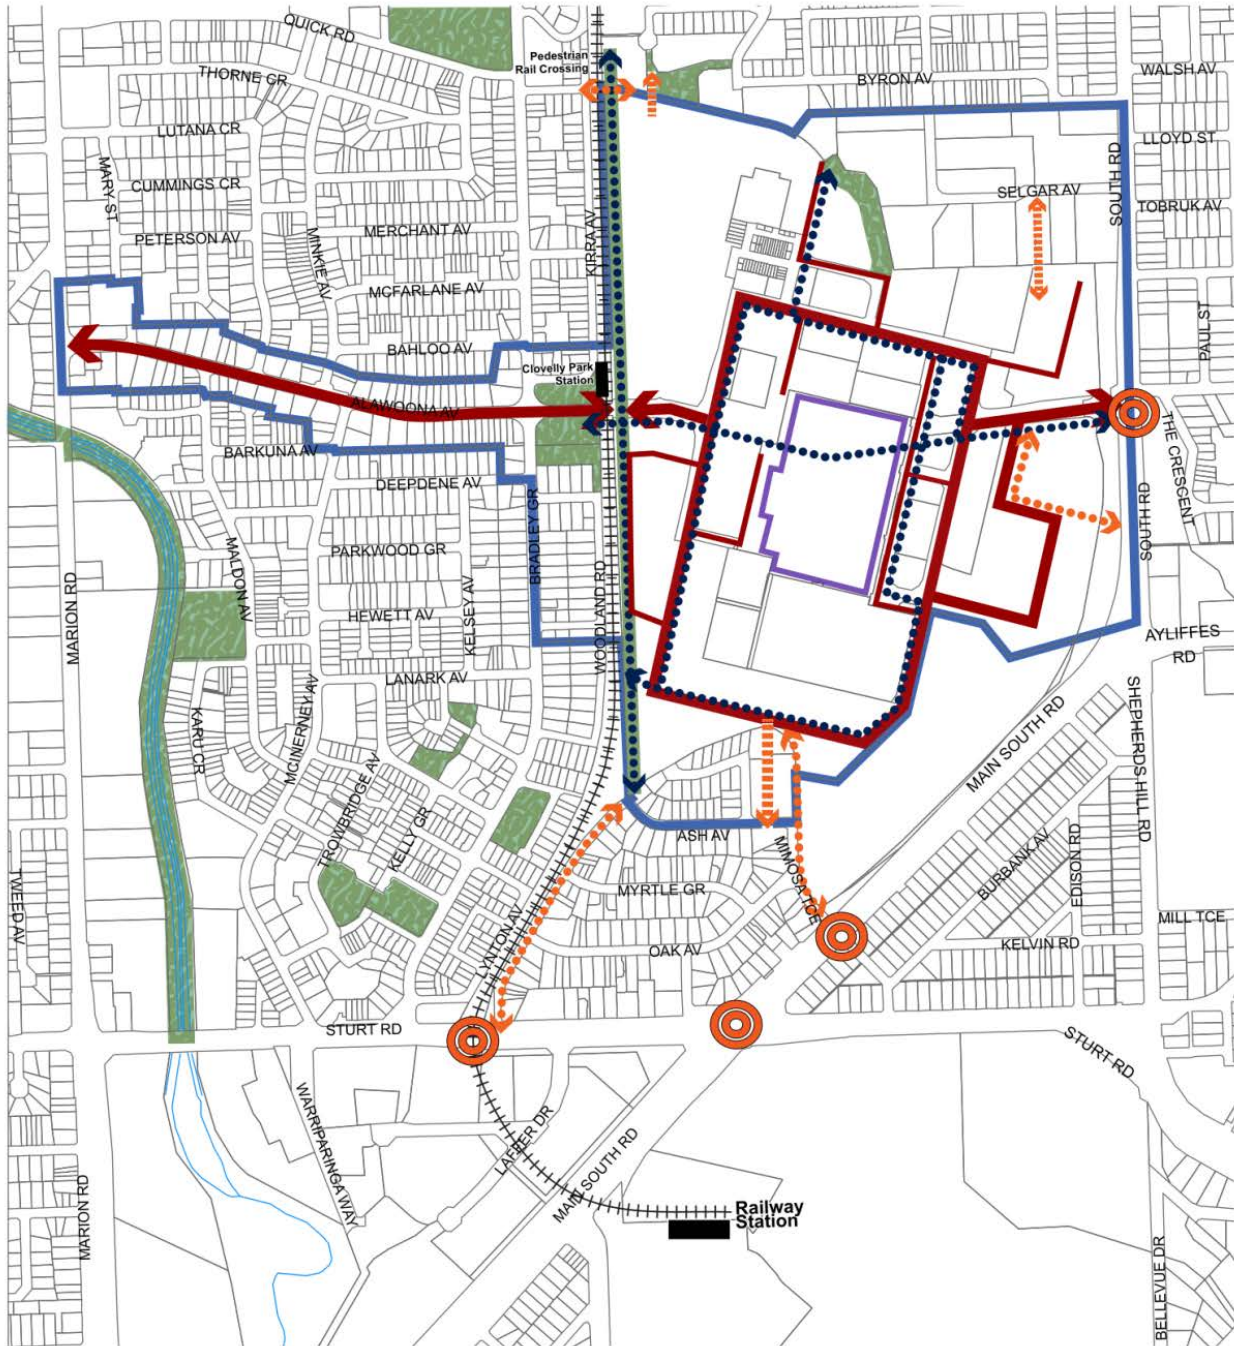 QUICK RD
Pedestrian
Rail Crossing
THORNE CR
BYRON AV
WALSH AV
LUTANA CR
LLOYD ST
MARY ST
CUMMINGS CR
SELGAR AV
SOUTH RD
TOBRUK AV
PETERSON AV
MINKIE AV
MERCHANT AV
KIRRA AV
MCFARLANE AV
PAUL ST
BAHLOO AV
Clovelly Park
Station
ALAWOONA AV
THE CRESCENT
BARKUNA AV
DEEPDENE AV
BRADLEY GR
SOUTH RD
PARKWOOD GR
MALDON AV
MARION RD
HEWETT AV
KELSEY AV
WOODLAND RD
AYLIFFES
RD
LANARK AV
KARU CR
MCINERNEY AV
SHEPHERDS HILL RD
MAIN SOUTH RD
TROWBRIDGE AV
KELLY GR
ASH AV
MIMOSA TCE
BURBANK AV
EDISON RD
MYRTLE GR
TWEED AV
LYNTON AV
OAK AV
KELVIN RD
MILL TCE
STURT RD
STURT RD
WARRIPARINGA WAY
LAFFER DR
MAIN SOUTH RD
MARION RD
Railway
Station
BELLEVUE DR